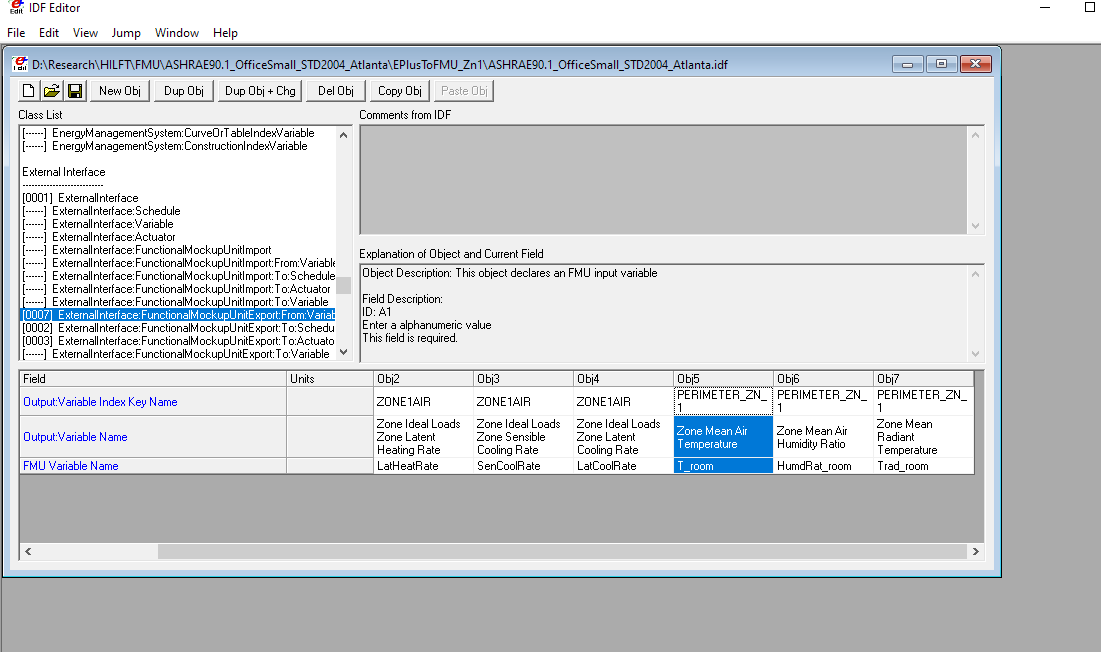 IDF Editor
File Edit View Jump Window Help
D:\Research\HILFT\FMU\ASHRAE90.1_OfficeSmall_STD2004_Atlanta\EPlusToFMU_Zn1\ASHRAE90.1_OfficeSmall_STD2004_Atlanta.idf
New Obj Dup Obj Dup Obj + Chg Del Obj Copy Obj Paste Obj
Class List
[------] EnergyManagementSystem:CurveOrTableIndexVariable
[------] EnergyManagementSystem:ConstructionIndexVariable
External Interface
--------------------------
[0001] ExternalInterface
[------] ExternalInterface:Schedule
[------] ExternalInterface:Variable
[------] ExternalInterface:Actuator
[------] ExternalInterface:FunctionalMockupUnitImport
[------] ExternalInterface:FunctionalMockupUnitImport:From:Variable
[------] ExternalInterface:FunctionalMockupUnitImport:To:Schedule
[------] ExternalInterface:FunctionalMockupUnitImport:To:Actuator
[------] ExternalInterface:FunctionalMockupUnitImport:To:Variable
[0007] ExternalInterface:FunctionalMockupUnitExport:From:Variab
[0002] ExternalInterface:FunctionalMockupUnitExport:To:Schedu
[0003] ExternalInterface:FunctionalMockupUnitExport:To:Actuato
[------] ExternalInterface:FunctionalMockupUnitExport:To:Variable
Comments from IDF
Explanation of Object and Current Field
Object Description: This object declares an FMU input variable
Field Description:
ID: A1
Enter a alphanumeric value
This field is required.
Field Units Obj2 Obj3 Obj4 Obj5 Obj6 Obj7
Output:Variable Index Key Name
ZONE1AIR
ZONE1AIR
ZONE1AIR
PERIMETER_ZN_
1
PERIMETER_ZN_
1
PERIMETER_ZN_
1
Output:Variable Name
Zone Ideal Loads
Zone Latent
Heating Rate
Zone Ideal Loads
Zone Sensible
Cooling Rate
Zone Ideal Loads
Zone Latent
Cooling Rate
Zone Mean Air
Temperature
Zone Mean Air
Humidity Ratio
Zone Mean
Radiant
Temperature
FMU Variable Name LatHeatRate SenCoolRate LatCoolRate T_room HumdRat_room Trad_room